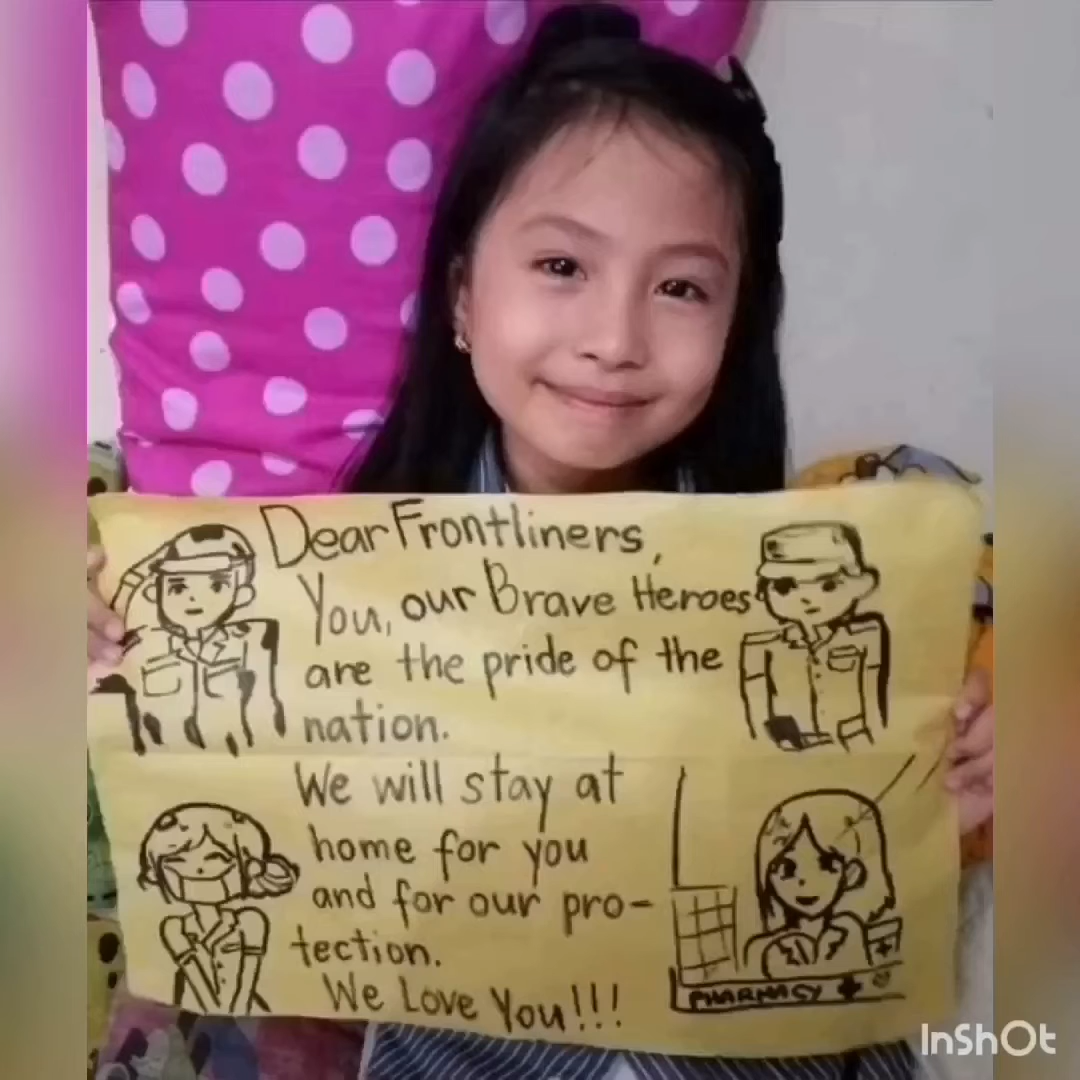 Dear Frontliners,
You, our Brave Heroes
are the pride of the
nation.
We will stay at
home for you
and for our pro-
tection.
We Love You!!!
PHARMACY
InShOt